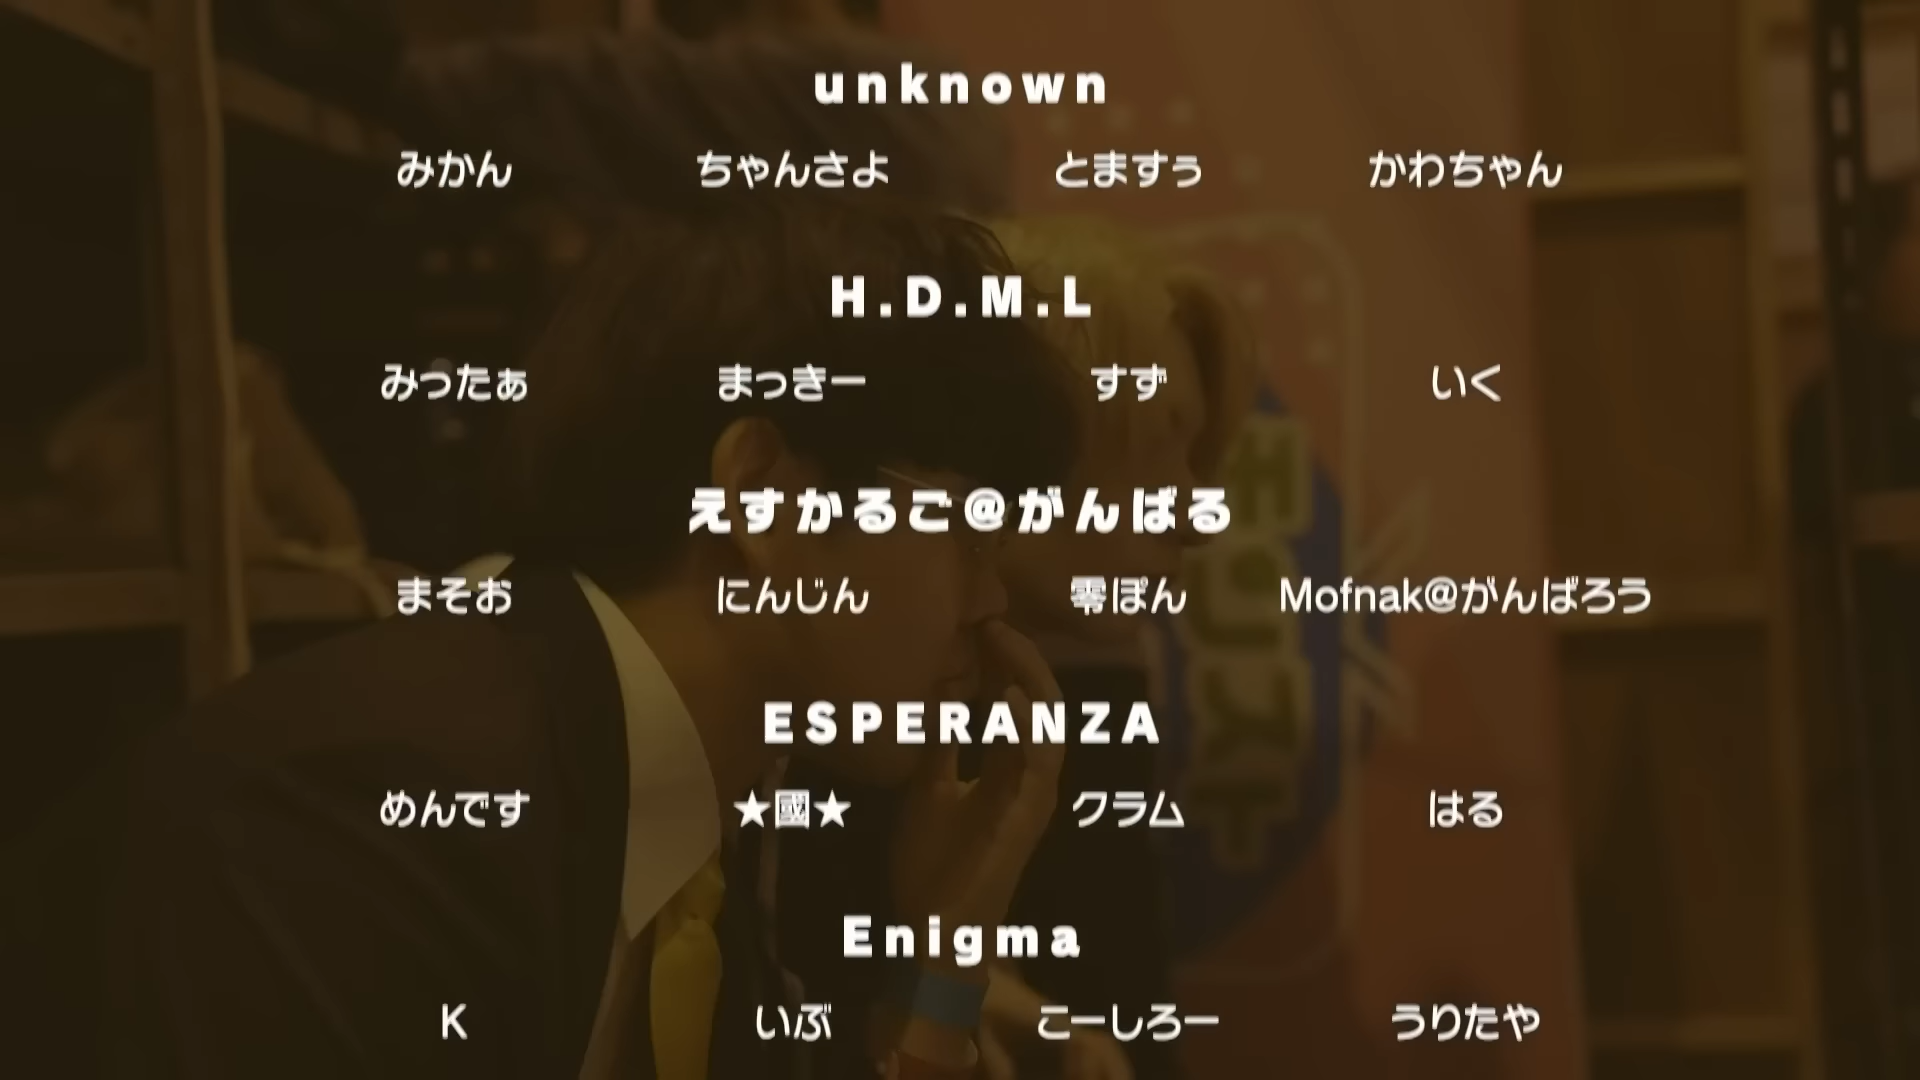 unknown
みかん ちゃんさよ とますぅ かわちゃん
H.D.M.L
みったぁ まっきー すず いく
えすかるご@がんばる
まそお にんじん 零ぽん Mofnak@がんばろう
ESPERANZA
めんです ★國★ クラム はる
Enigma
K いぶ こーしろー うりたや